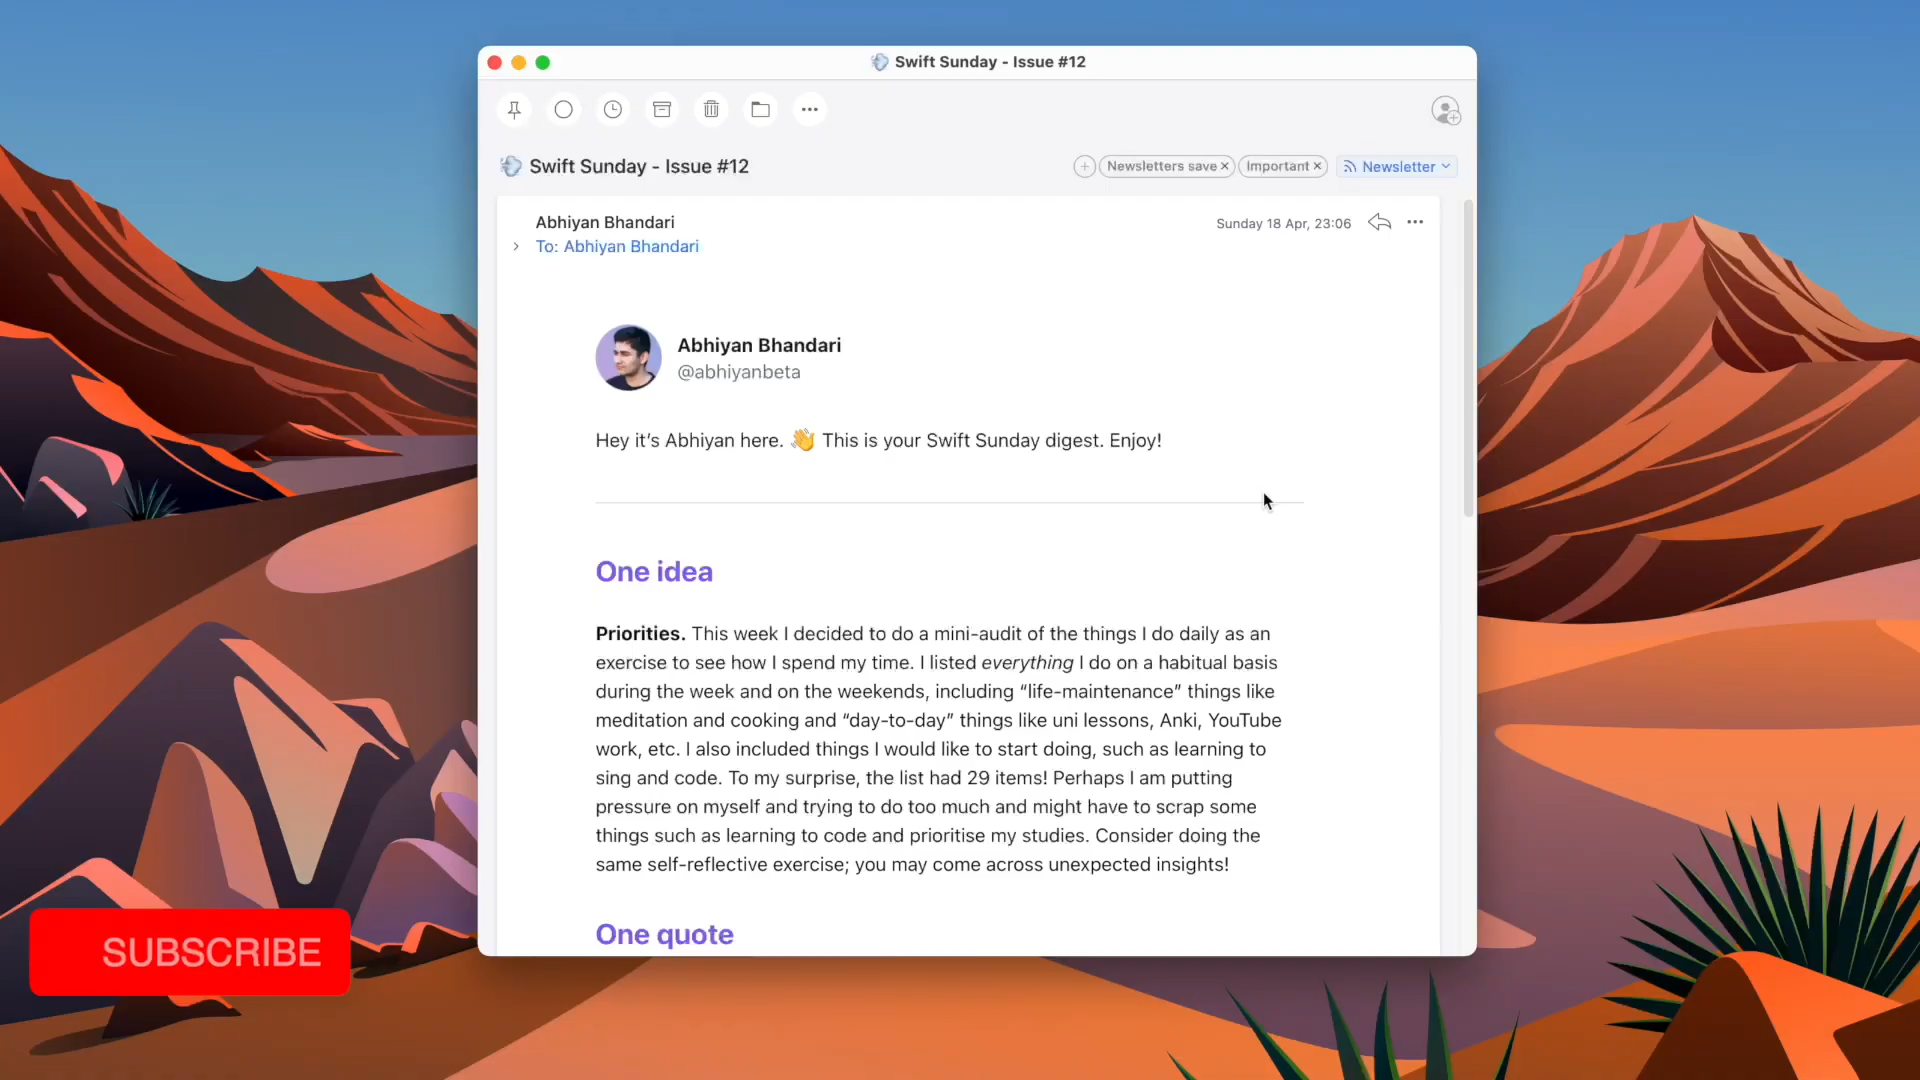 Swift Sunday - Issue #12
Swift Sunday - Issue #12
Newsletters save
Important
Newsletter
Abhiyan Bhandari
Sunday 18 Apr, 23:06
To: Abhiyan Bhandari
Abhiyan Bhandari
@abhiyanbeta
Hey it’s Abhiyan here. 👋 This is your Swift Sunday digest. Enjoy!
One idea
Priorities. This week I decided to do a mini-audit of the things I do daily as an
exercise to see how I spend my time. I listed everything I do on a habitual basis
during the week and on the weekends, including “life-maintenance” things like
meditation and cooking and “day-to-day” things like uni lessons, Anki, YouTube
work, etc. I also included things I would like to start doing, such as learning to
sing and code. To my surprise, the list had 29 items! Perhaps I am putting
pressure on myself and trying to do too much and might have to scrap some
things such as learning to code and prioritise my studies. Consider doing the
same self-reflective exercise; you may come across unexpected insights!
One quote
SUBSCRIBE